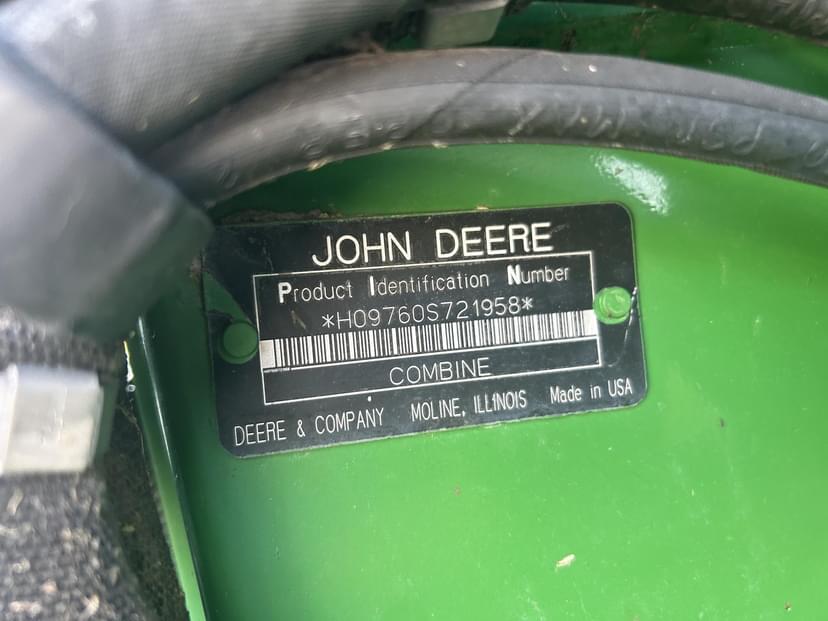 JOHN DEERE
Product Identification Number
*H09760S721958*
COMBINE
DEERE & COMPANY MOLINE, ILLINOIS Made in USA